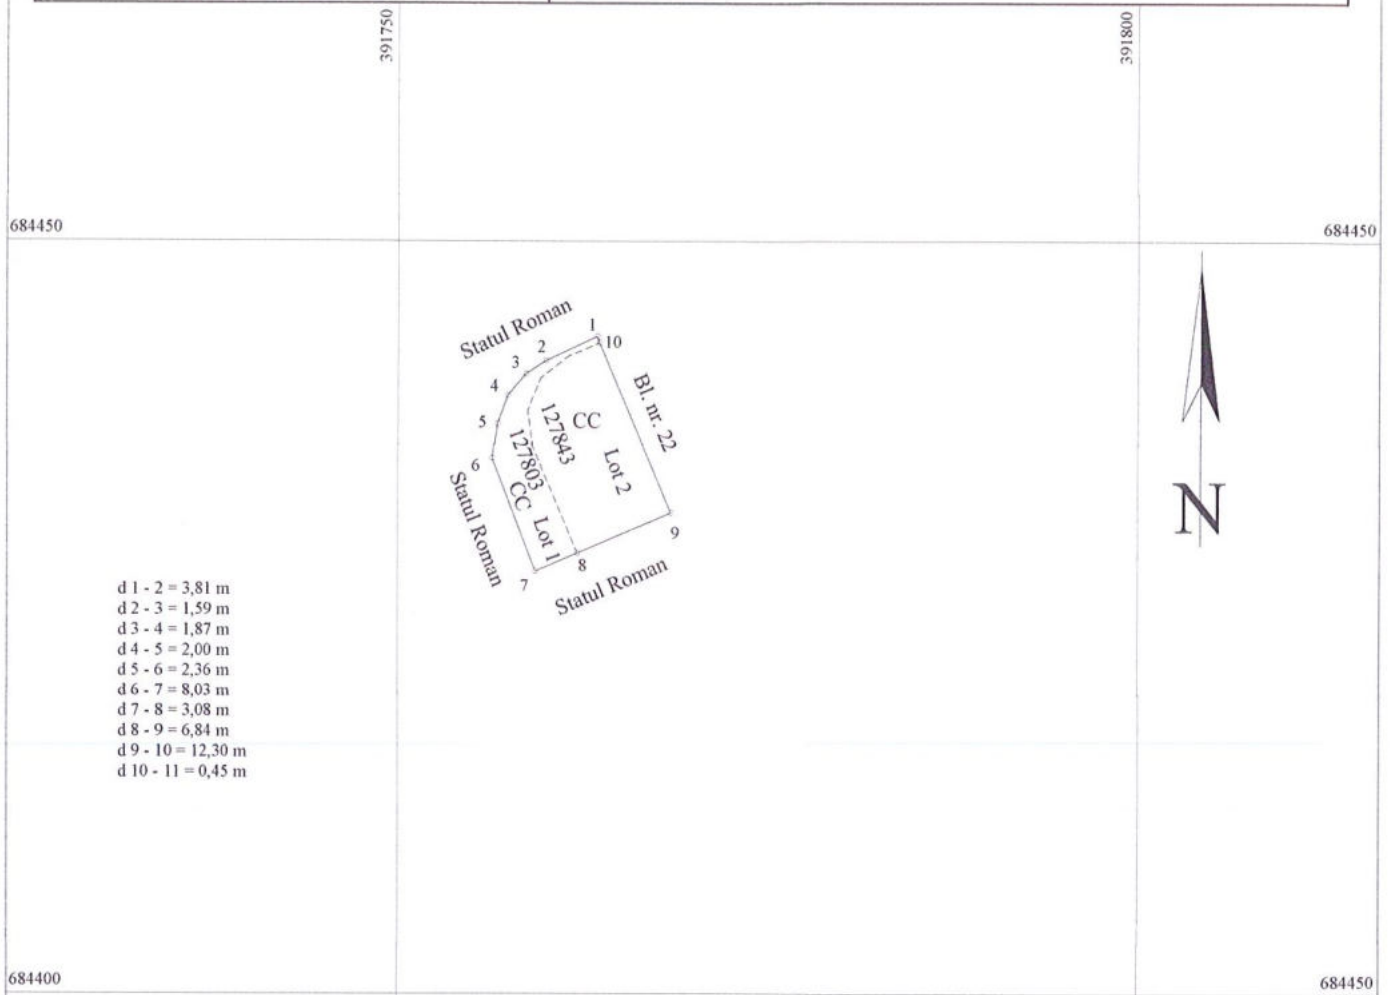 391750
391800
684450
684450
Statul Roman
1
10
2
3
4
5
6
Bl. nr. 22
CC
127843
Lot 2
127803
CC
Lot 1
Statul Roman
N
9
8
7
Statul Roman
d 1 - 2 = 3,81 m
d 2 - 3 = 1,59 m
d 3 - 4 = 1,87 m
d 4 - 5 = 2,00 m
d 5 - 6 = 2,36 m
d 6 - 7 = 8,03 m
d 7 - 8 = 3,08 m
d 8 - 9 = 6,84 m
d 9 - 10 = 12,30 m
d 10 - 11 = 0,45 m
684400
684450